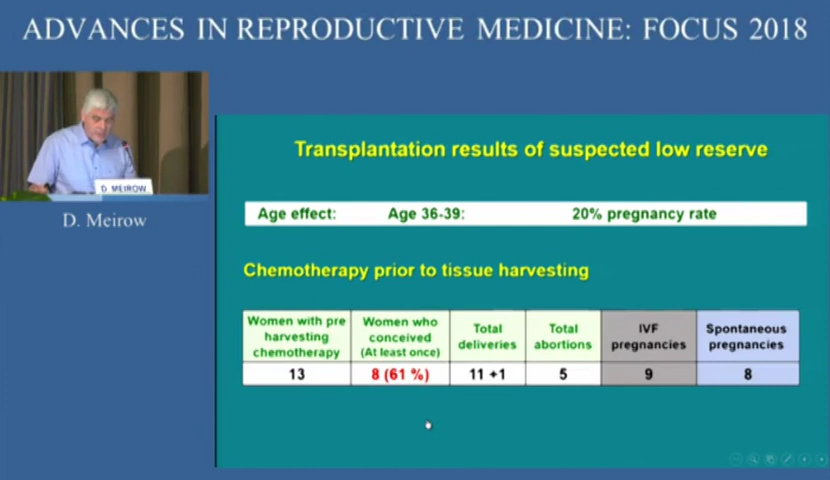 ADVANCES IN REPRODUCTIVE MEDICINE: FOCUS 2018
D. MEIROW
D. Meirow
Transplantation results of suspected low reserve
Age effect: Age 36-39: 20% pregnancy rate
Chemotherapy prior to tissue harvesting
Women with pre harvesting chemotherapy
Women who conceived (At least once)
Total deliveries
Total abortions
IVF pregnancies
Spontaneous pregnancies
13 8 (61 %) 11 +1 5 9 8